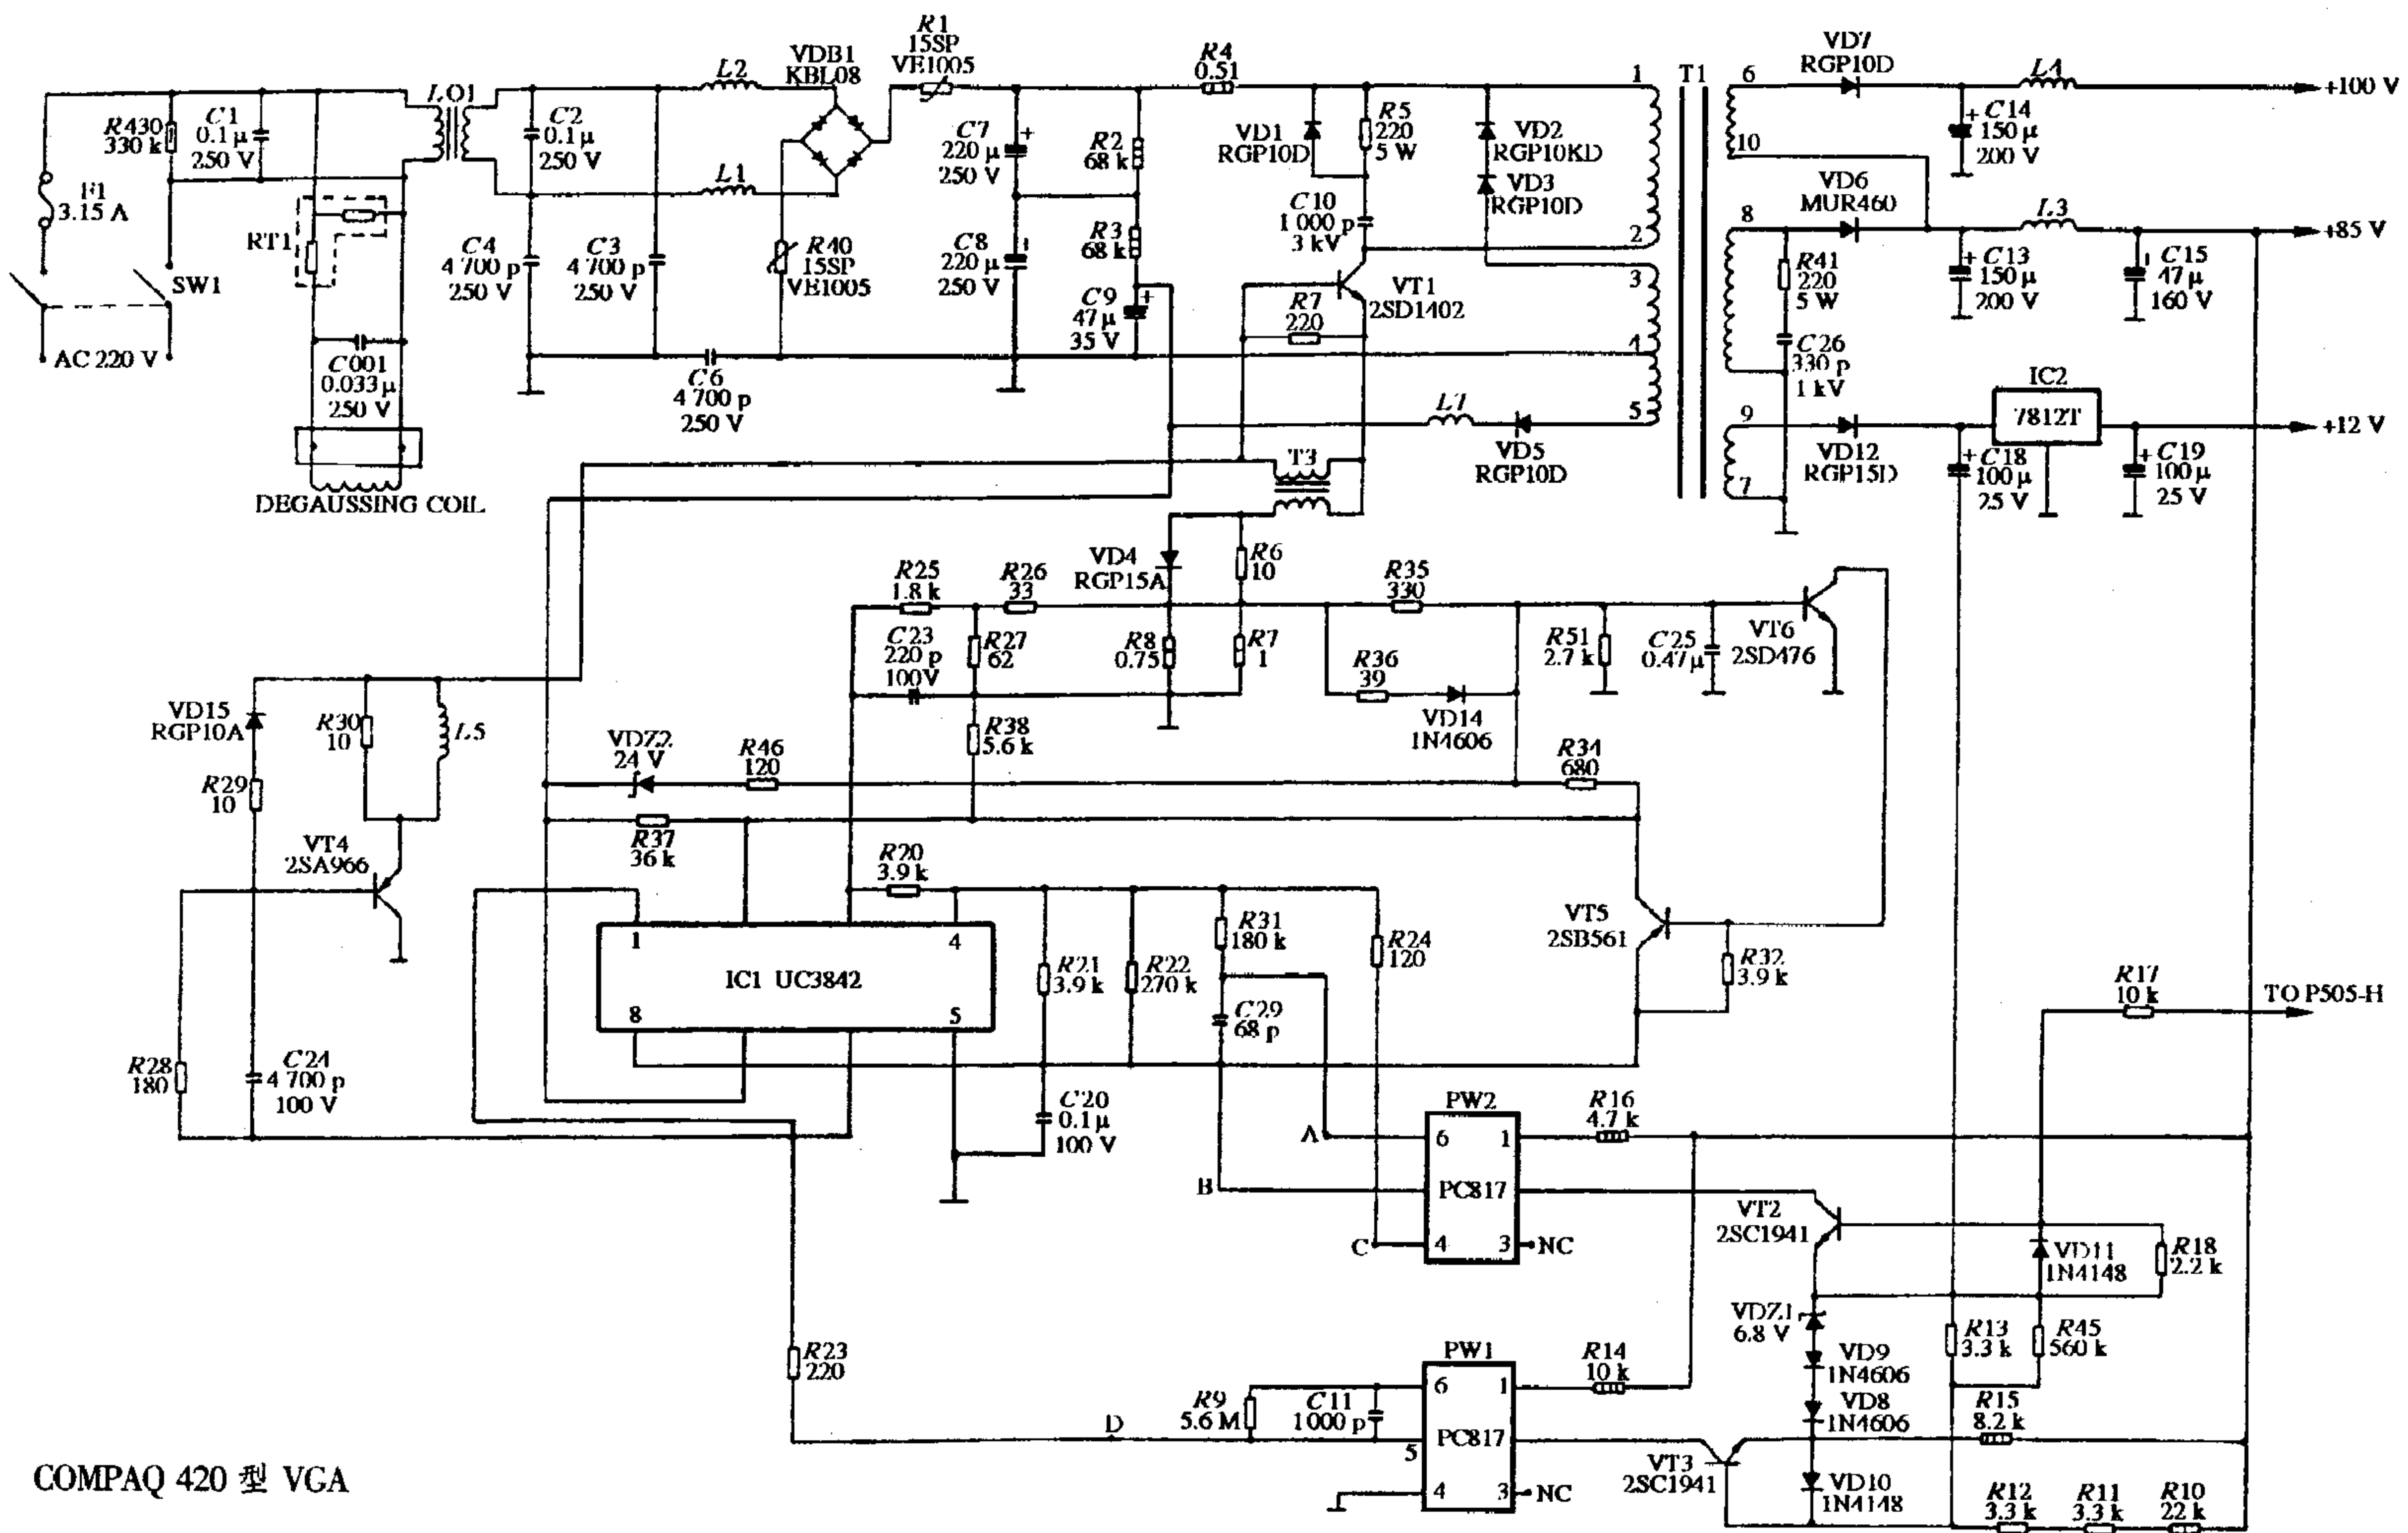 R1
15SP
VE1005
VDB1
KBL08
L2
R4
0.51
VD7
RGP10D
L4
+100 V
LO1
R430
330 k
C1
0.1 μ
250 V
C2
0.1 μ
250 V
C7
220 μ
250 V
+
R2
68 k
VD1
RGP10D
R5
220
5 W
VD2
RGP10KD
VD3
RGP10D
1
T1
6
10
+
C14
150 μ
200 V
F1
3.15 A
L1
RT1
C4
4 700 p
250 V
C3
4 700 p
250 V
R40
15SP
VE1005
C8
220 μ
250 V
R3
68 k
C10
1 000 p
3 kV
2
8
VD6
MUR460
L3
+85 V
SW1
AC 220 V
C9
47 μ
35 V
+
VT1
2SD1402
R7
220
3
4
R41
220
5 W
+
C13
150 μ
200 V
C15
47 μ
160 V
C001
0.033 μ
250 V
C6
4 700 p
250 V
C26
330 p
1 kV
IC2
7812T
L7
5
9
+12 V
DEGAUSSING COIL
T3
VD5
RGP10D
VD12
RGP15D
7
+
C18
100 μ
25 V
+
C19
100 μ
25 V
VD4
RGP15A
R6
10
R25
1.8 k
R26
33
R35
330
C23
220 p
100V
R27
62
R8
0.75
R7
1
R36
39
R51
2.7 k
C25
0.47 μ
VT6
2SD476
VD15
RGP10A
R30
10
L5
VDZ2
24 V
R46
120
R38
5.6 k
VD14
1N4606
R34
680
R29
10
R37
36 k
VT4
2SA966
R20
3.9 k
1
4
IC1 UC3842
8
5
R21
3.9 k
R22
270 k
R31
180 k
R24
120
VT5
2SB561
R32
3.9 k
R17
10 k
TO P505-H
C29
68 p
R28
180
C24
4 700 p
100 V
C20
0.1 μ
100 V
PW2
R16
4.7 k
A
6
1
B
PC817
C
4
3
NC
VT2
2SC1941
VD11
1N4148
R18
2.2 k
VDZ1
6.8 V
R13
3.3 k
R45
560 k
R23
220
PW1
R14
10 k
VD9
1N4606
R9
5.6 M
C11
1000 p
6
1
VD8
1N4606
R15
8.2 k
D
5
PC817
VT3
2SC1941
4
3
NC
VD10
1N4148
R12
3.3 k
R11
3.3 k
R10
22 k
COMPAQ 420 型 VGA